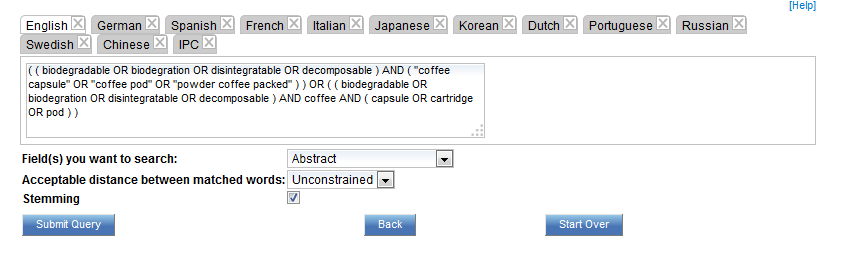 [Help]
English German Spanish French Italian Japanese Korean Dutch Portuguese Russian
Swedish Chinese IPC
( ( biodegradable OR biodegration OR disintegratable OR decomposable ) AND ( "coffee
capsule" OR "coffee pod" OR "powder coffee packed" ) ) OR ( ( biodegradable OR
biodegration OR disintegratable OR decomposable ) AND coffee AND ( capsule OR cartridge
OR pod ) )
Field(s) you want to search: Abstract
Acceptable distance between matched words: Unconstrained
Stemming
Submit Query Back Start Over